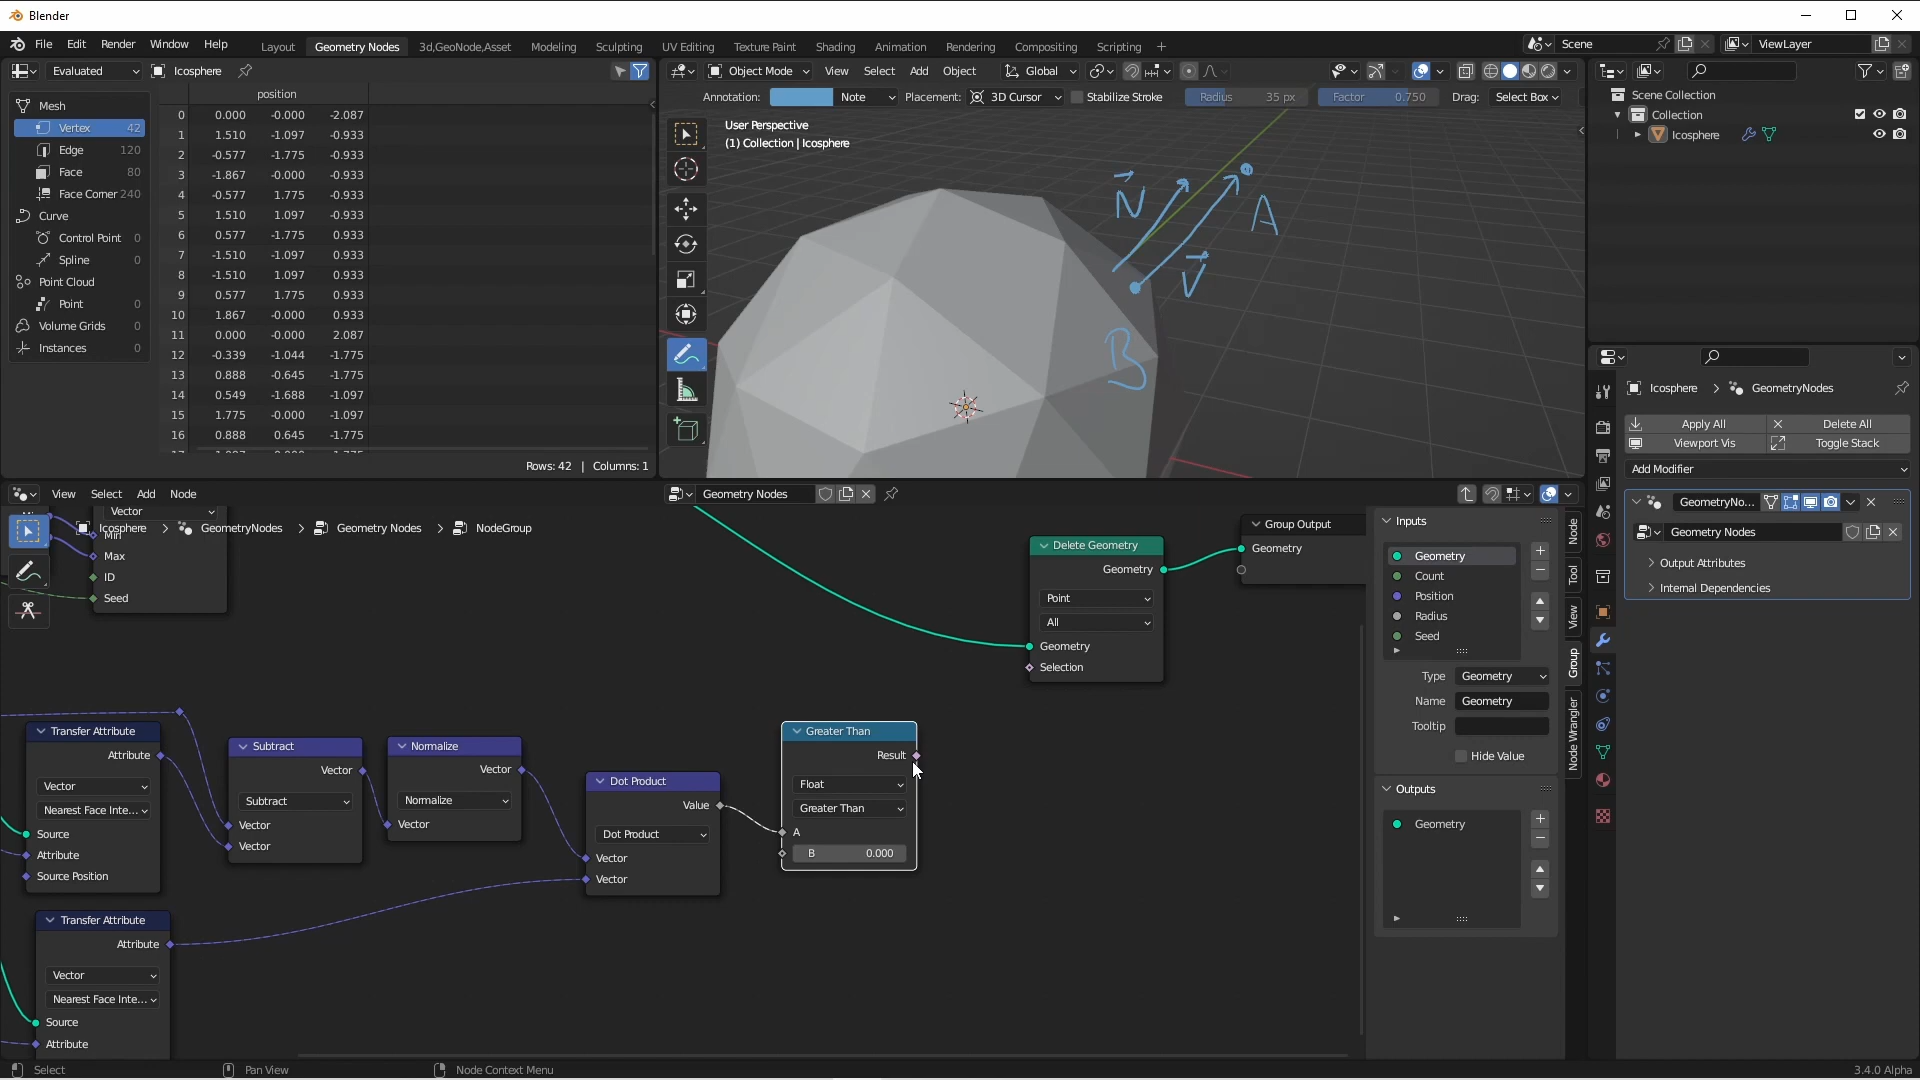 Blender
File Edit Render Window Help Layout Geometry Nodes 3d,GeoNode,Asset Modeling Sculpting UV Editing Texture Paint Shading Animation Rendering Compositing Scripting + Scene ViewLayer
Evaluated Icosphere
Object Mode View Select Add Object Global
position
Annotation: Note Placement: 3D Cursor Stabilize Stroke Radius 35 px Factor 0.750 Drag: Select Box
Mesh
Vertex 42
Edge 120
Face 80
Face Corner 240
Curve
Control Point 0
Spline 0
Point Cloud
Point 0
Volume Grids 0
Instances 0
0 0.000 -0.000 -2.087
1 1.510 -1.097 -0.933
2 -0.577 -1.775 -0.933
3 -1.867 -0.000 -0.933
4 -0.577 1.775 -0.933
5 1.510 1.097 -0.933
6 0.577 -1.775 0.933
7 -1.510 -1.097 0.933
8 -1.510 1.097 0.933
9 0.577 1.775 0.933
10 1.867 -0.000 0.933
11 0.000 -0.000 2.087
12 -0.339 -1.044 -1.775
13 0.888 -0.645 -1.775
14 0.549 -1.688 -1.097
15 1.775 -0.000 -1.097
16 0.888 0.645 -1.775
Rows: 42 | Columns: 1
User Perspective
(1) Collection | Icosphere
N
A
V
B
Scene Collection
Collection
Icosphere
Icosphere > GeometryNodes
Apply All Delete All
Viewport Vis Toggle Stack
Add Modifier
GeometryNo...
Geometry Nodes
Output Attributes
Internal Dependencies
View Select Add Node Geometry Nodes
Vector
Icosphere > GeometryNodes > Geometry Nodes > NodeGroup
Min
Max
ID
Seed
Delete Geometry
Geometry
Point
All
Geometry
Selection
Group Output
Geometry
Transfer Attribute
Attribute
Vector
Nearest Face Inte...
Source
Attribute
Source Position
Subtract
Vector
Subtract
Vector
Vector
Normalize
Vector
Normalize
Vector
Dot Product
Value
Dot Product
Vector
Vector
Greater Than
Result
Float
Greater Than
A
B 0.000
Transfer Attribute
Attribute
Vector
Nearest Face Inte...
Source
Attribute
Inputs
Geometry
Count
Position
Radius
Seed
Type Geometry
Name Geometry
Tooltip
Hide Value
Outputs
Geometry
Node
Tool
View
Group
Node Wrangler
Select Pan View Node Context Menu 3.4.0 Alpha